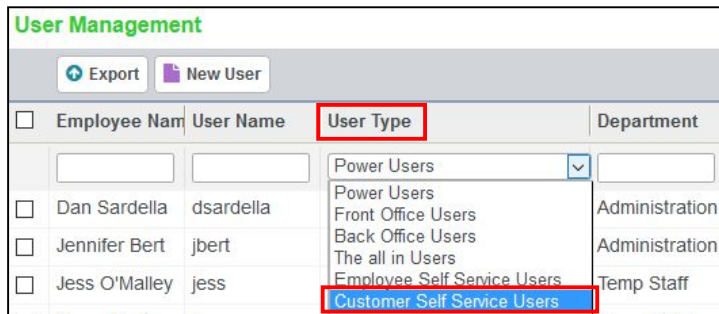 User Management
Export New User
Employee Nam User Name User Type Department
Power Users
Power Users
Dan Sardella dsardella Front Office Users Administration
Back Office Users
Jennifer Bert jbert The all in Users Administration
Jess O'Malley jess Employee Self Service Users Temp Staff
Customer Self Service Users